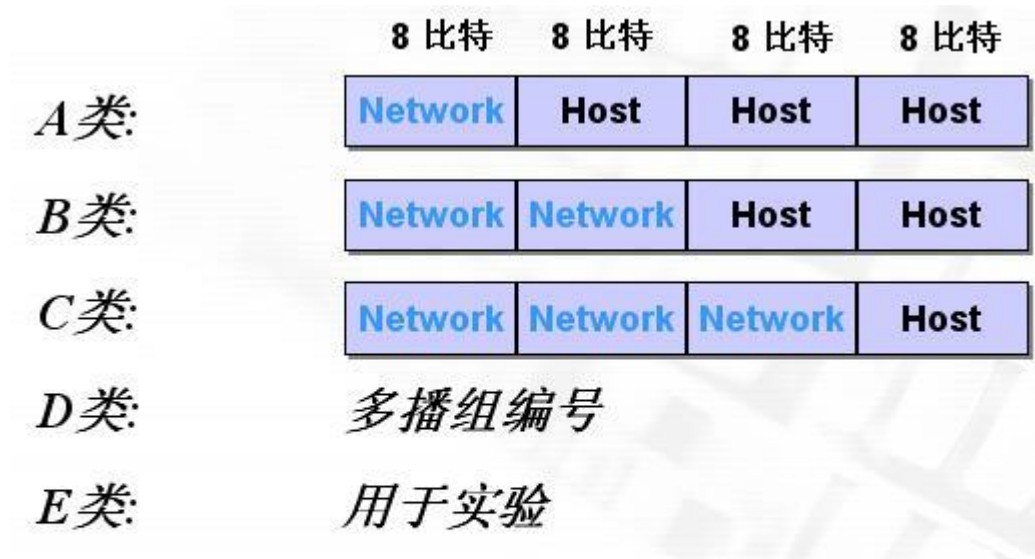 8 比特 8 比特 8 比特 8 比特
A类: Network Host Host Host
B类: Network Network Host Host
C类: Network Network Network Host
D类: 多播组编号
E类: 用于实验